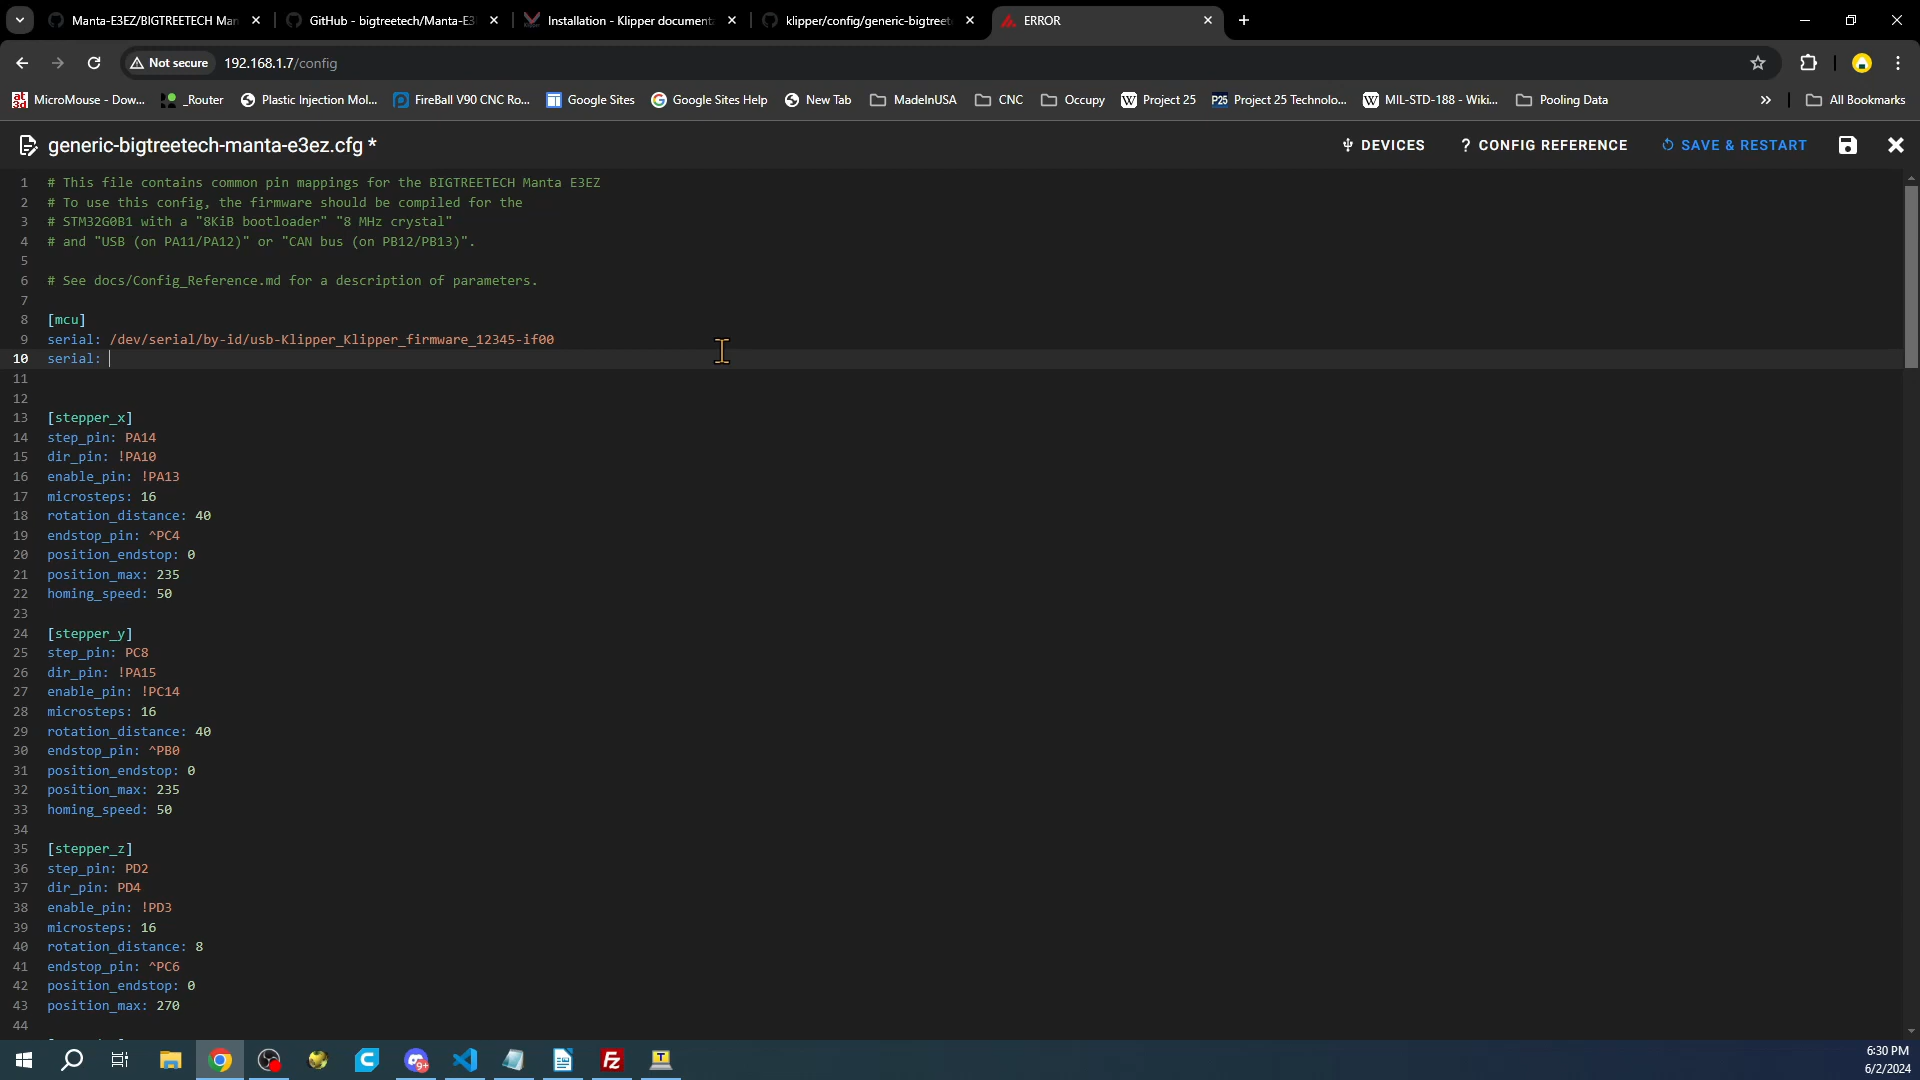 Manta-E3EZ/BIGTREETECH Man
GitHub - bigtreetech/Manta-E3
Installation - Klipper documenta
klipper/config/generic-bigtreet
ERROR
Not secure
192.168.1.7/config
MicroMouse - Dow...
_Router
Plastic Injection Mol...
FireBall V90 CNC Ro...
Google Sites
Google Sites Help
New Tab
MadeInUSA
CNC
Occupy
Project 25
P25 Project 25 Technolo...
W MIL-STD-188 - Wiki...
Pooling Data
»
All Bookmarks
generic-bigtreetech-manta-e3ez.cfg *
DEVICES
? CONFIG REFERENCE
SAVE & RESTART
1 # This file contains common pin mappings for the BIGTREETECH Manta E3EZ
2 # To use this config, the firmware should be compiled for the
3 # STM32G0B1 with a "8KiB bootloader" "8 MHz crystal"
4 # and "USB (on PA11/PA12)" or "CAN bus (on PB12/PB13)".
5
6 # See docs/Config_Reference.md for a description of parameters.
7
8 [mcu]
9 serial: /dev/serial/by-id/usb-Klipper_Klipper_firmware_12345-if00
10 serial:
11
12
13 [stepper_x]
14 step_pin: PA14
15 dir_pin: !PA10
16 enable_pin: !PA13
17 microsteps: 16
18 rotation_distance: 40
19 endstop_pin: ^PC4
20 position_endstop: 0
21 position_max: 235
22 homing_speed: 50
23
24 [stepper_y]
25 step_pin: PC8
26 dir_pin: !PA15
27 enable_pin: !PC14
28 microsteps: 16
29 rotation_distance: 40
30 endstop_pin: ^PB0
31 position_endstop: 0
32 position_max: 235
33 homing_speed: 50
34
35 [stepper_z]
36 step_pin: PD2
37 dir_pin: PD4
38 enable_pin: !PD3
39 microsteps: 16
40 rotation_distance: 8
41 endstop_pin: ^PC6
42 position_endstop: 0
43 position_max: 270
44
6:30 PM
6/2/2024